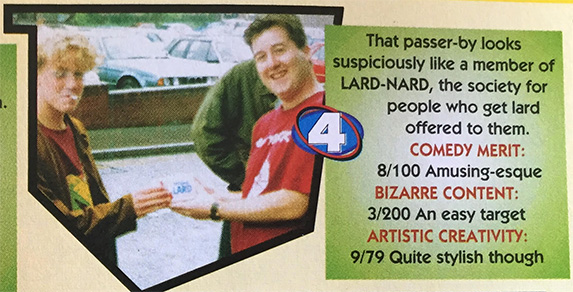 4
LARD
That passer-by looks
suspiciously like a member of
LARD-NARD, the society for
people who get lard
offered to them.
COMEDY MERIT:
8/100 Amusing-esque
BIZARRE CONTENT:
3/200 An easy target
ARTISTIC CREATIVITY:
9/79 Quite stylish though